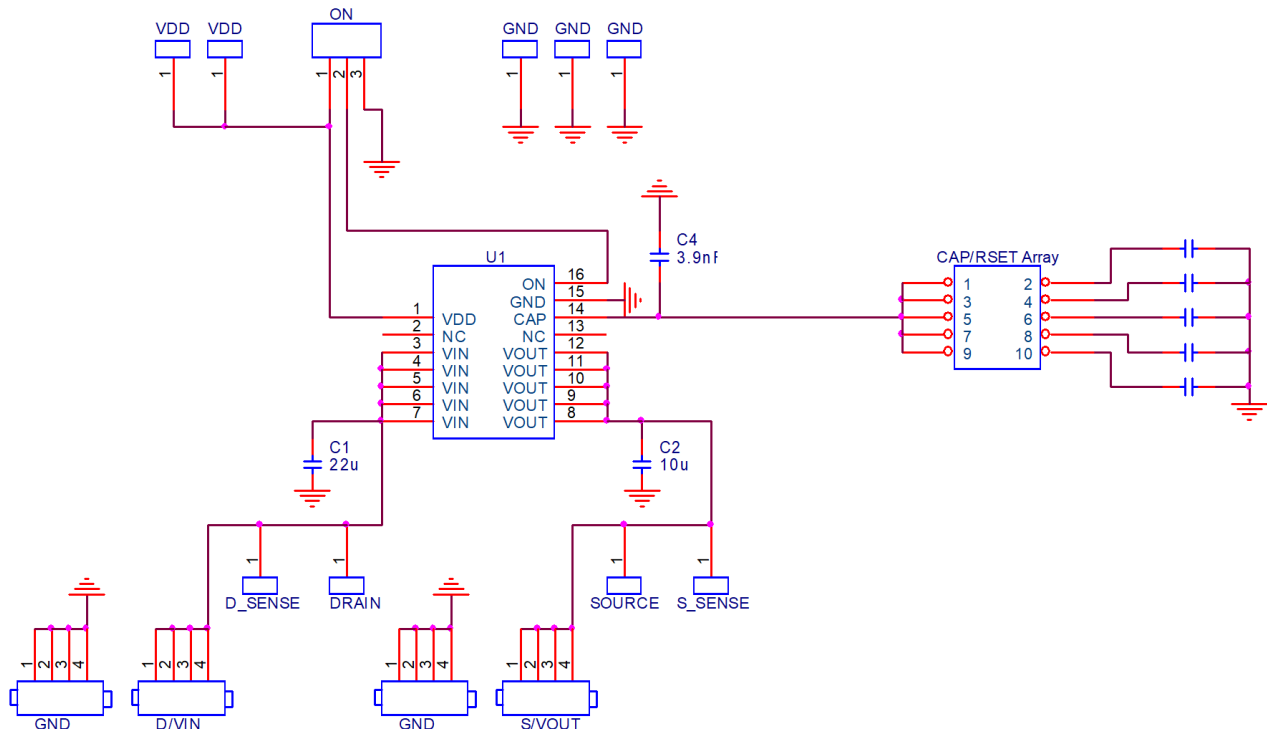 ON
VDD VDD GND GND GND
1 1 1 2 3 1 1 1
C4
3.9nF
U1 CAP/RSET Array
16 ON
15 GND
1 VDD CAP 14
2 NC NC 13
3 VIN VOUT 12
4 VIN VOUT 11
5 VIN VOUT 10
6 VIN VOUT 9
7 VIN VOUT 8
1 2
3 4
5 6
7 8
9 10
C1
22u
C2
10u
1 1 1 1
D_SENSE DRAIN SOURCE S_SENSE
1 2 3 4 1 2 3 4 1 2 3 4 1 2 3 4
GND D/VIN GND S/VOUT